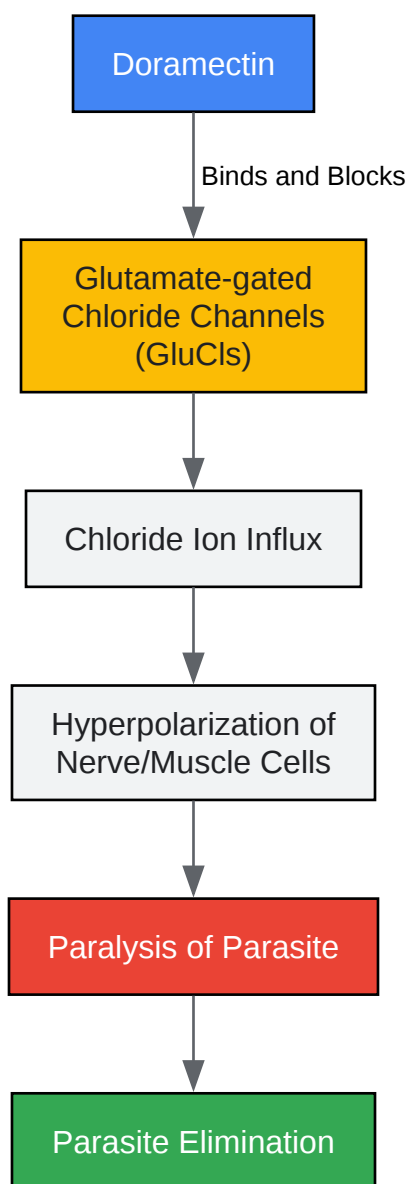 Doramectin
Binds and Blocks
Glutamate-gated
Chloride Channels
(GluCls)
Chloride Ion Influx
Hyperpolarization of
Nerve/Muscle Cells
Paralysis of Parasite
Parasite Elimination